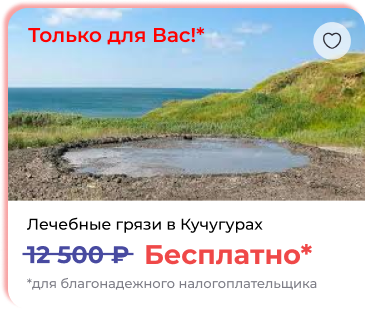 Только для Вас!*
Лечебные грязи в Кучугурах
12 500 ₽ Бесплатно*
*для благонадежного налогоплательщика